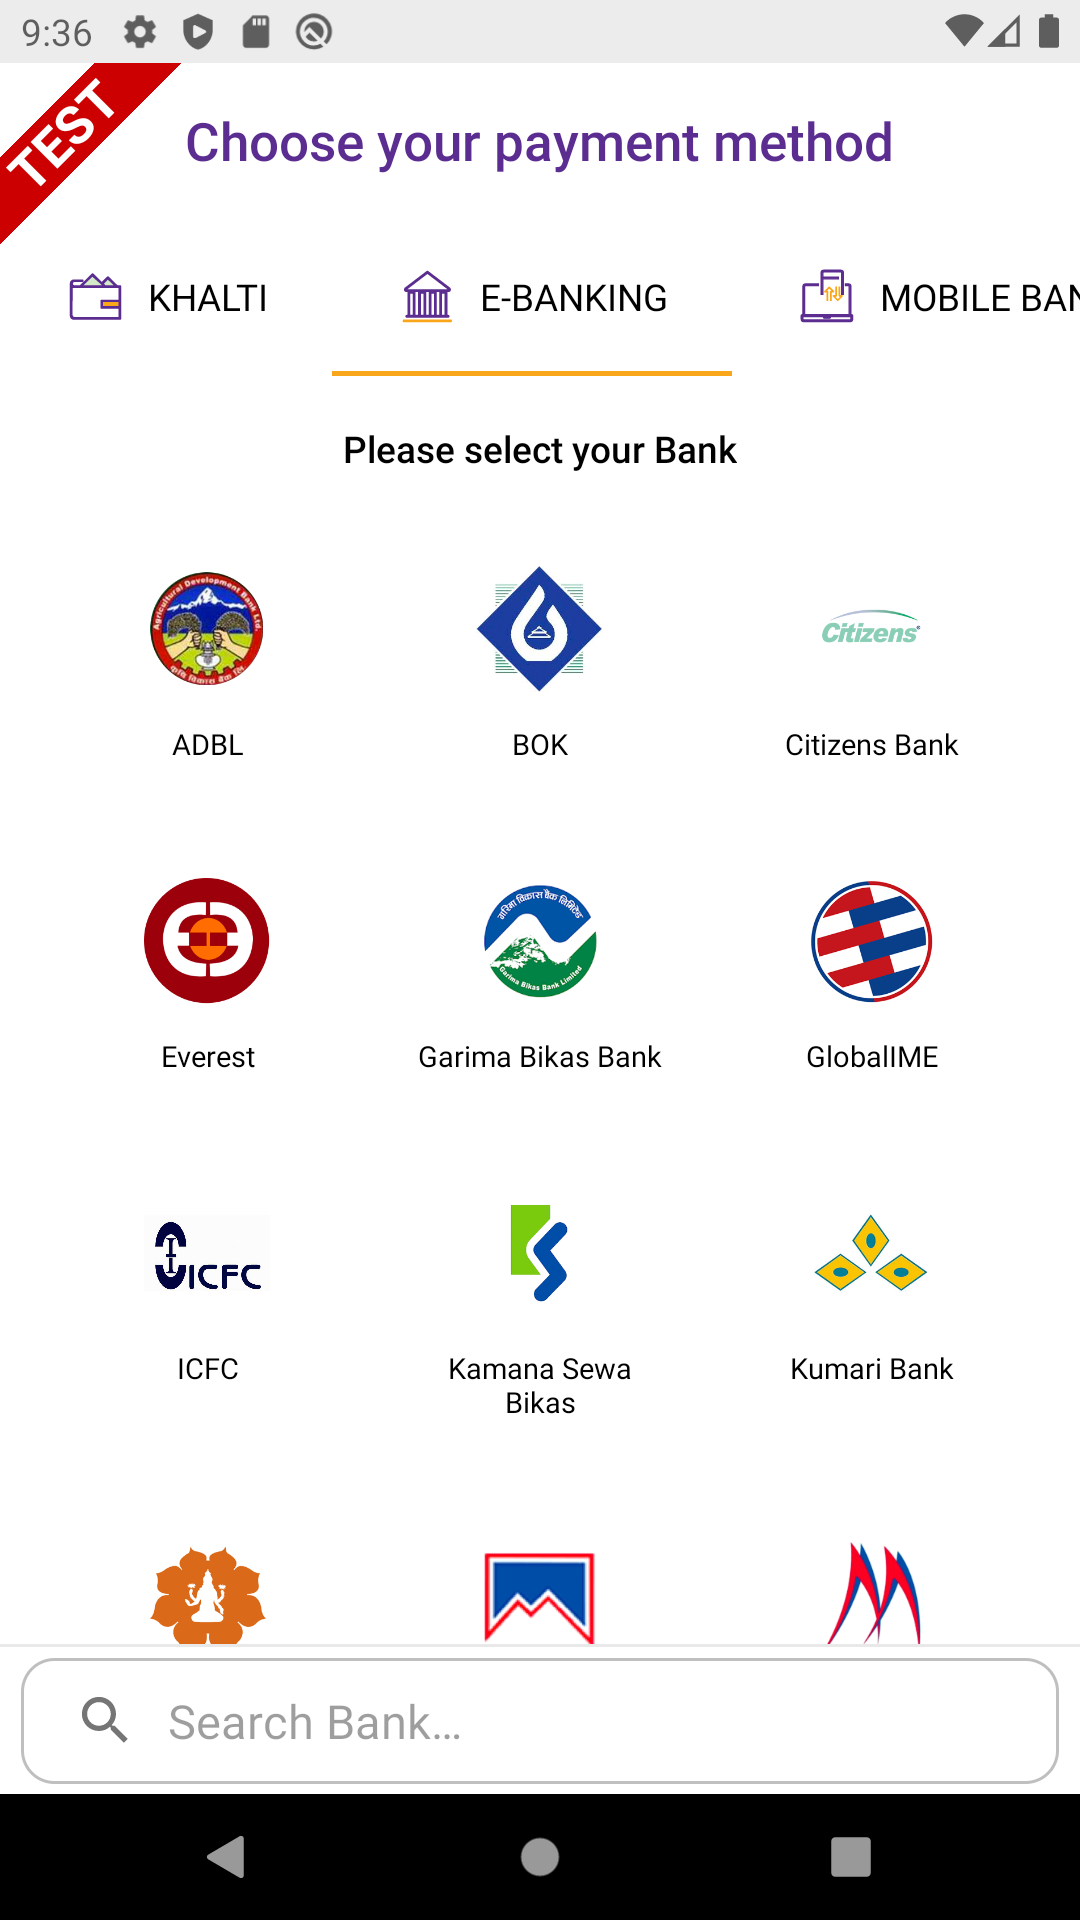 9:36
TEST
Choose your payment method
KHALTI
E-BANKING
MOBILE BAN
Please select your Bank
Agricultural Development Bank Ltd.
कृषि विकास बैंक लि
Citizens
ADBL
BOK
Citizens Bank
गरिमा विकास बैंक लिमिटेड
Garima Bikas Bank Limited
Everest
Garima Bikas Bank
GlobalIME
ICFC
ICFC
Kamana Sewa
Bikas
Kumari Bank
Search Bank...